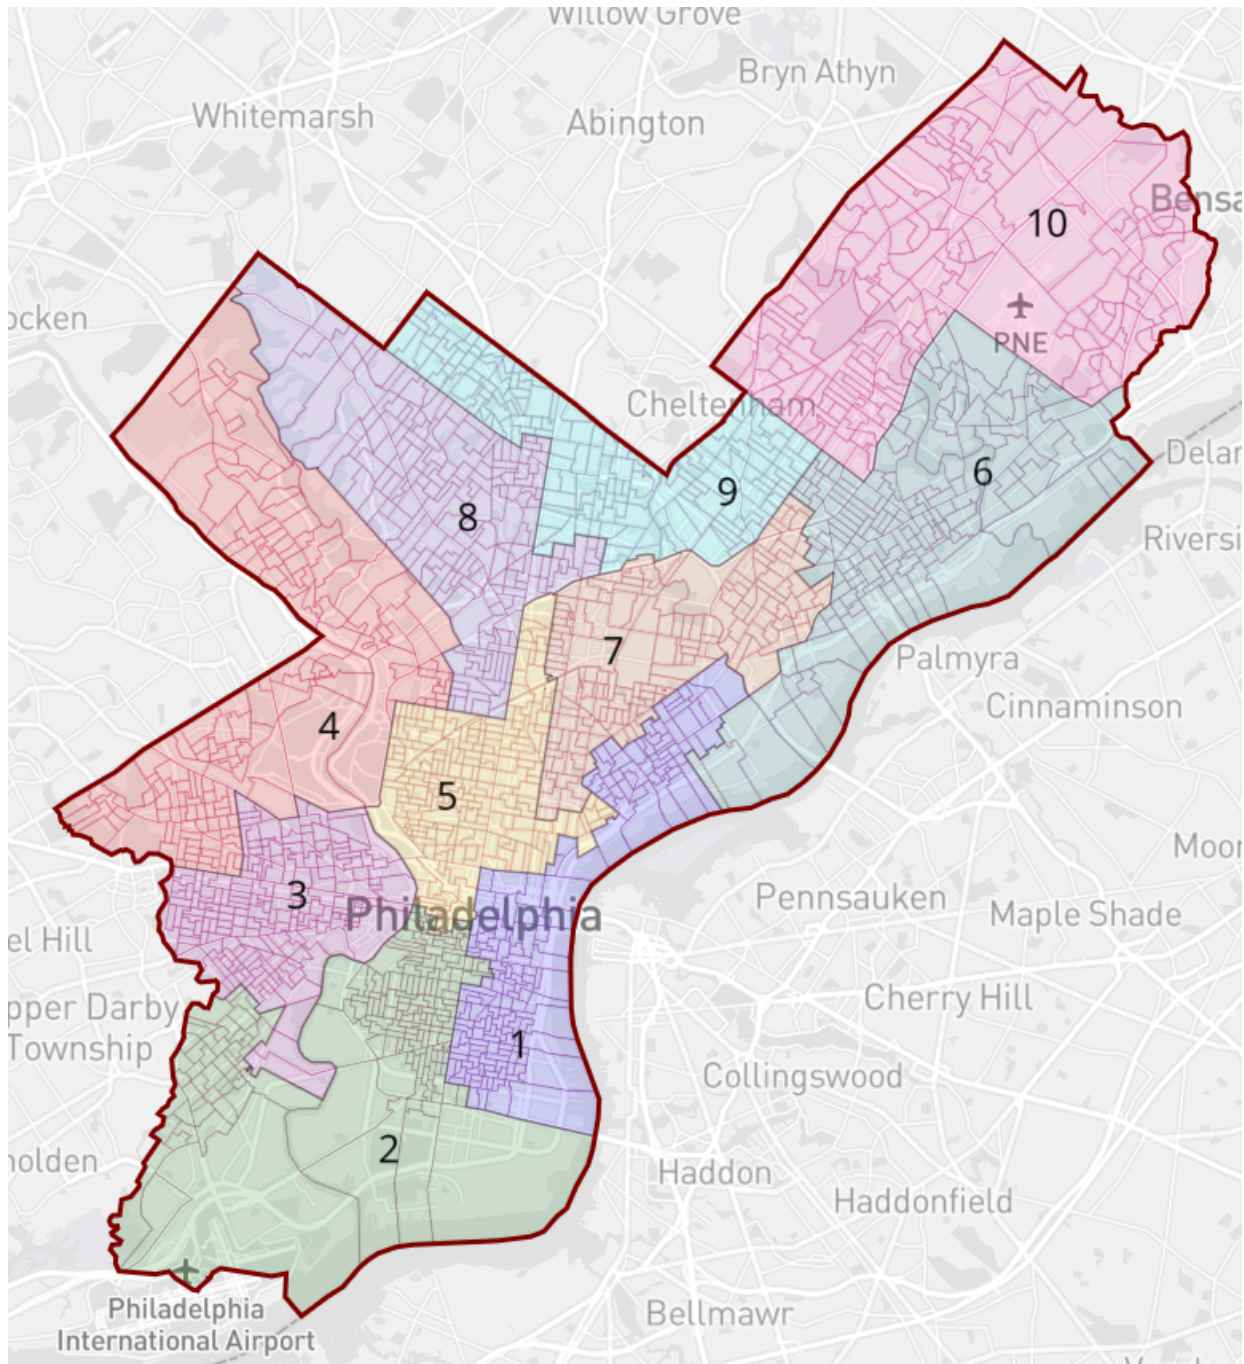 Willow Grove
Bryn Athyn
Whitemarsh
Abington
Bensa
10
PNE
ocken
Cheltenham
Delar
6
9
8
Riversi
7
Palmyra
Cinnaminson
4
5
Moor
3
Pennsauken
Philadelphia
Maple Shade
el Hill
Cherry Hill
pper Darby
Township
1
Collingswood
2
olden
Haddon
Haddonfield
Philadelphia
International Airport
Bellmawr